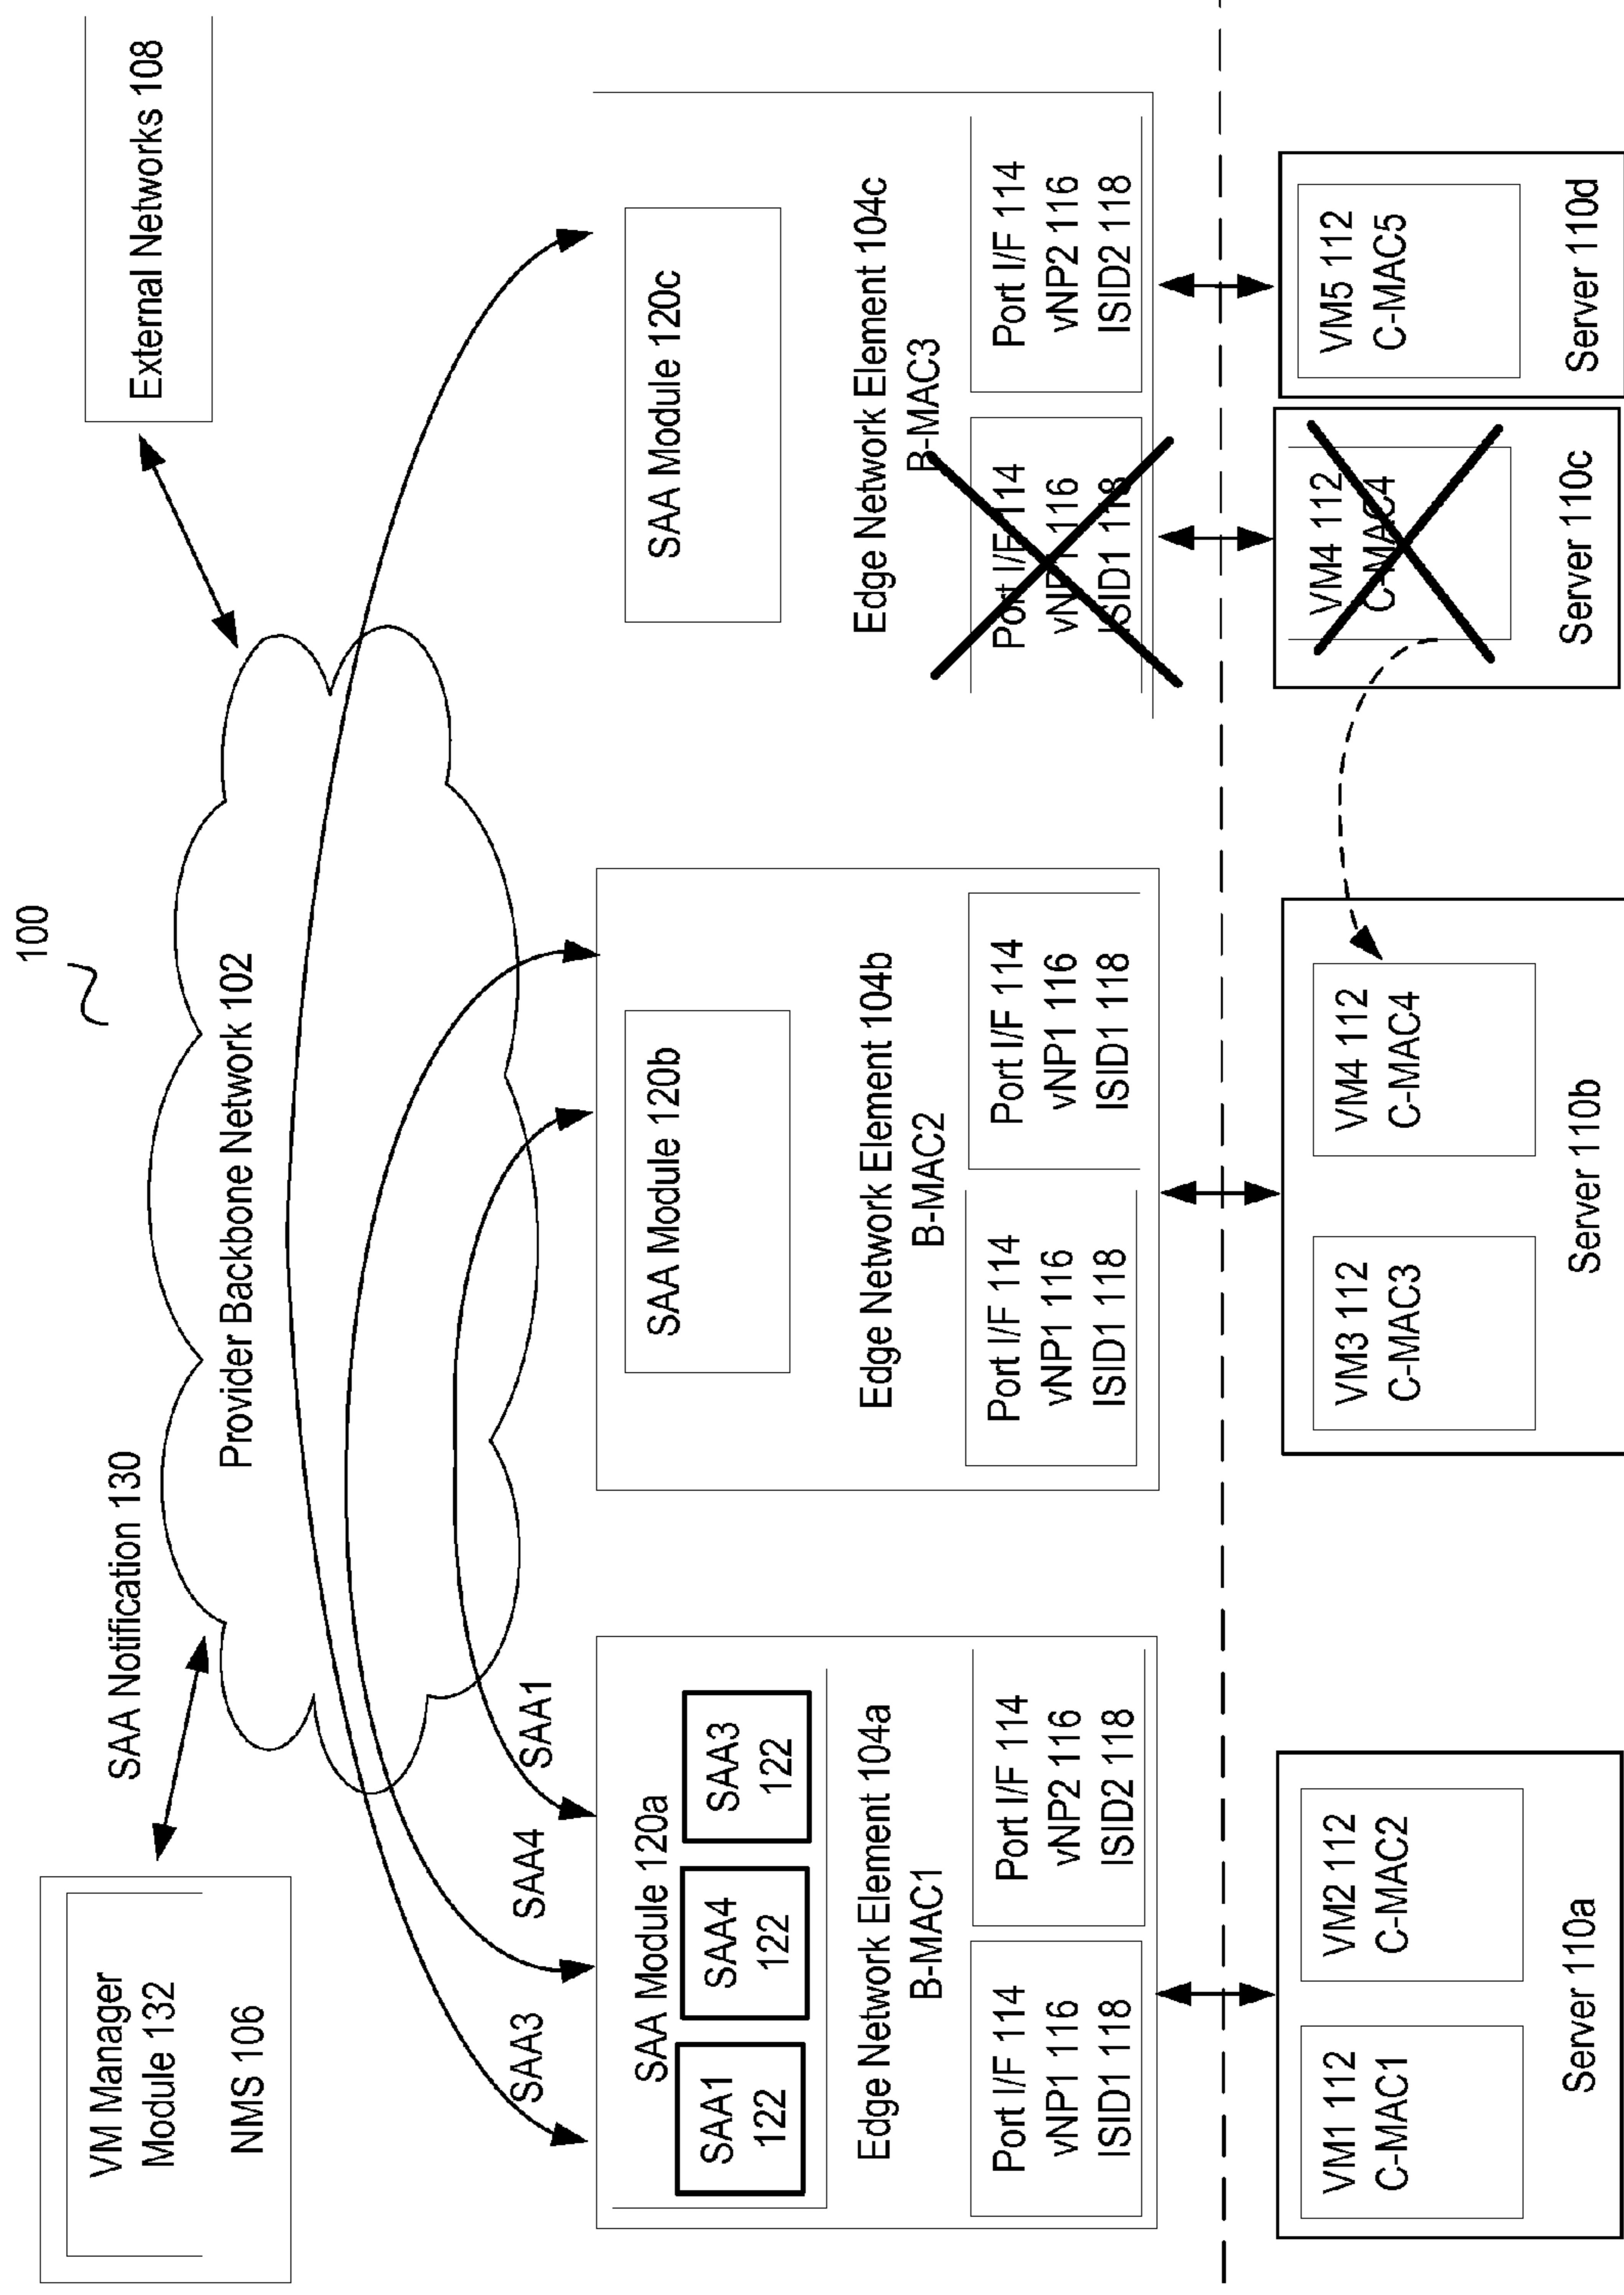 100
VM Manager
Module 132
NMS 106
SAA Notification 130
External Networks 108
Provider Backbone Network 102
SAA3
SAA4
SAA1
SAA Module 120a
SAA1
122
SAA4
122
SAA3
122
Edge Network Element 104a
B-MAC1
Port I/F 114
vNP1 116
ISID1 118
Port I/F 114
vNP2 116
ISID2 118
SAA Module 120b
Edge Network Element 104b
B-MAC2
Port I/F 114
vNP1 116
ISID1 118
Port I/F 114
vNP1 116
ISID1 118
SAA Module 120c
Edge Network Element 104c
B-MAC3
Port I/F 114
vNP1 116
ISID1 118
Port I/F 114
vNP2 116
ISID2 118
VM1 112
C-MAC1
VM2 112
C-MAC2
Server 110a
VM3 112
C-MAC3
VM4 112
C-MAC4
Server 110b
VM4 112
C-MAC4
Server 110c
VM5 112
C-MAC5
Server 110d